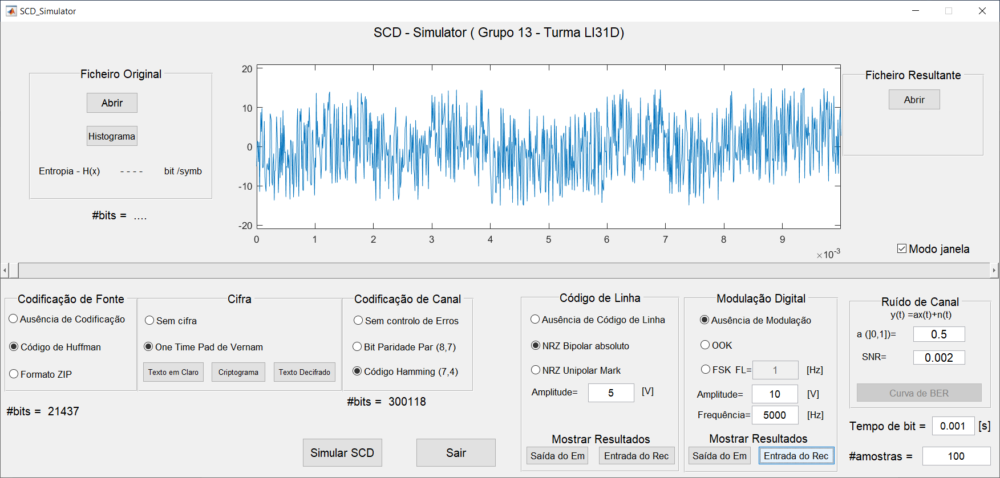 SCD_Simulator
SCD - Simulator ( Grupo 13 - Turma LI31D)
Ficheiro Original
Abrir
Histograma
Entropia - H(x) - - - - bit /symb
#bits = ....
20
10
0
-10
-20
0 1 2 3 4 5 6 7 8 9
×10-3
Ficheiro Resultante
Abrir
Modo janela
Codificação de Fonte
Ausência de Codificação
Código de Huffman
Formato ZIP
#bits = 21437
Cifra
Sem cifra
One Time Pad de Vernam
Texto em Claro Criptograma Texto Decifrado
Codificação de Canal
Sem controlo de Erros
Bit Paridade Par (8,7)
Código Hamming (7,4)
#bits = 300118
Simular SCD
Sair
Código de Linha
Ausência de Código de Linha
NRZ Bipolar absoluto
NRZ Unipolar Mark
Amplitude= 5 [V]
Mostrar Resultados
Saída do Em Entrada do Rec
Modulação Digital
Ausência de Modulação
OOK
FSK FL= 1 [Hz]
Amplitude= 10 [V]
Frequência= 5000 [Hz]
Mostrar Resultados
Saída do Em Entrada do Rec
Ruído de Canal
y(t) =ax(t)+n(t)
a (]0,1])= 0.5
SNR= 0.002
Curva de BER
Tempo de bit = 0.001 [s]
#amostras = 100